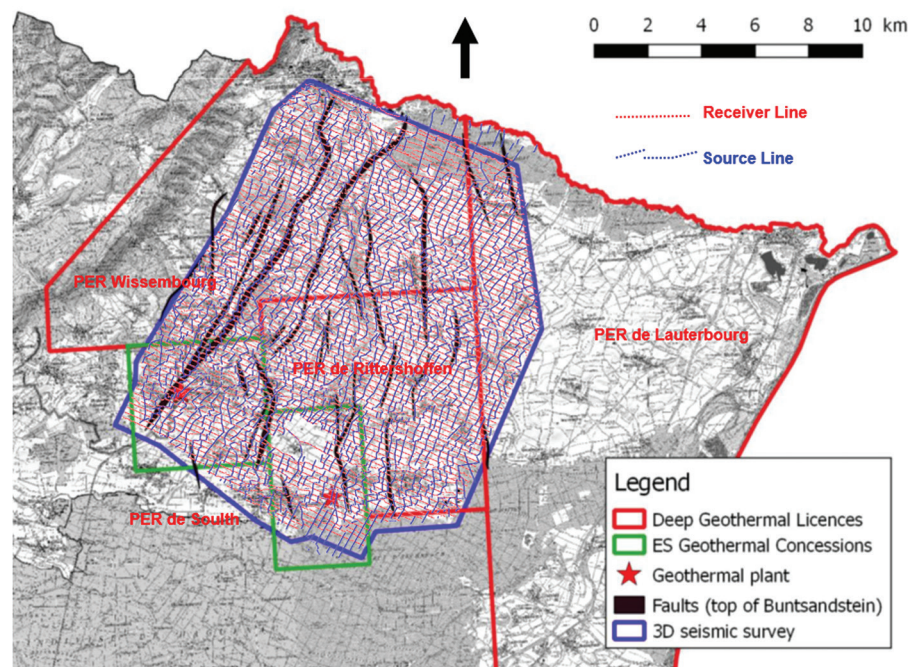 0 2 4 6 8 10 km
Receiver Line
Source Line
PER Wissembourg
PER de Lauterbourg
PER de Rittershoffen
PER de Soulth
Legend
Deep Geothermal Licences
ES Geothermal Concessions
Geothermal plant
Faults (top of Buntsandstein)
3D seismic survey